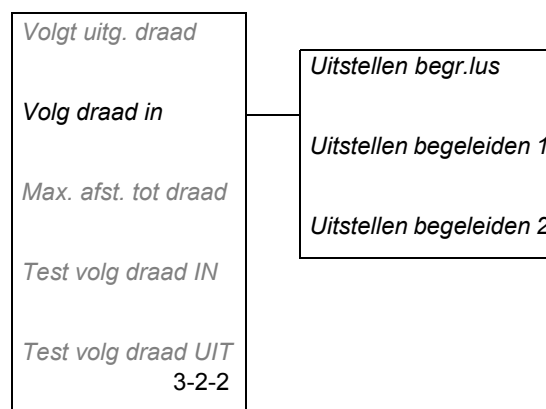 Volgt uitg. draad
Volg draad in
Max. afst. tot draad
Test volg draad IN
Test volg draad UIT
3-2-2
Uitstellen begr.lus
Uitstellen begeleiden 1
Uitstellen begeleiden 2